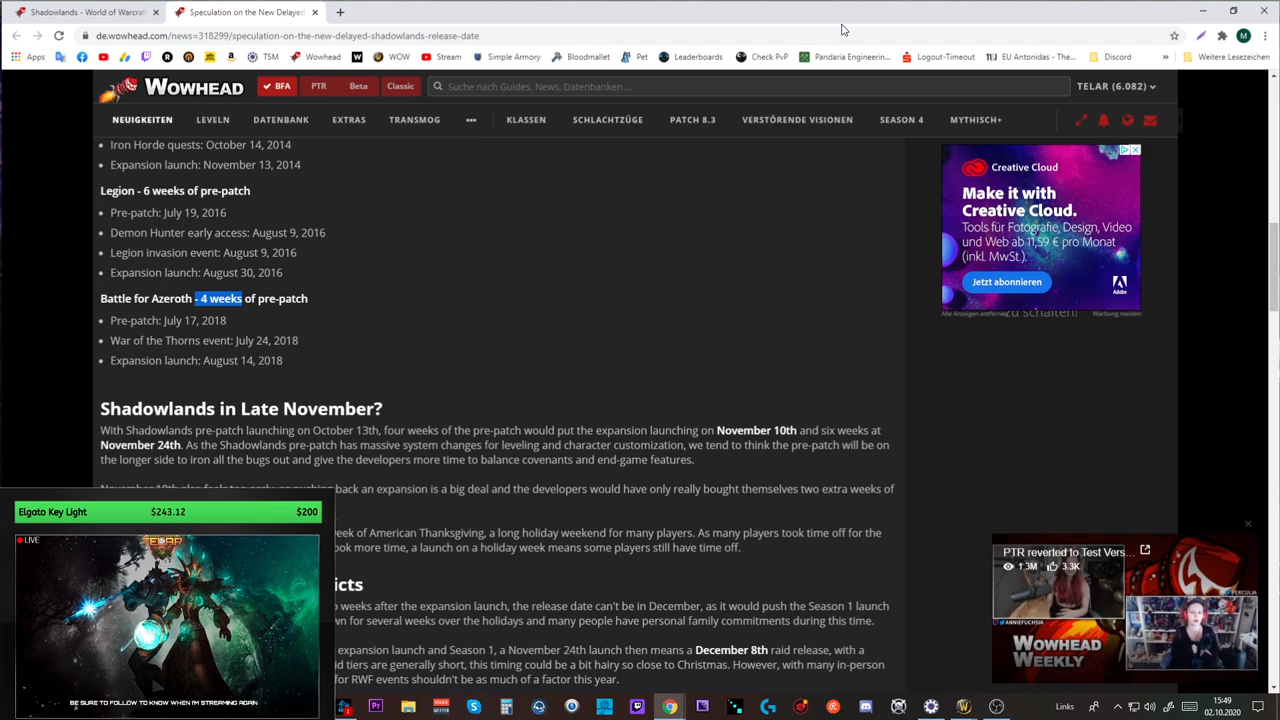 Shadowlands - World of Warcraf
Speculation on the New Delayed
de.wowhead.com/news=318299/speculation-on-the-new-delayed-shadowlands-release-date
Apps
TSM
Wowhead
WOW
Stream
Simple Armory
Bloodmallet
Pet
Leaderboards
Check PvP
Pandaria Engineerin...
Logout-Timeout
EU Antonidas - The...
Discord
Weitere Lesezeichen
WOWHEAD
BFA
PTR
Beta
Classic
Suche nach Guides, News, Datenbanken ...
TELAR (6.082)
NEUIGKEITEN
LEVELN
DATENBANK
EXTRAS
TRANSMOG
KLASSEN
SCHLACHTZÜGE
PATCH 8.3
VERSTÖRENDE VISIONEN
SEASON 4
MYTHISCH+
Iron Horde quests: October 14, 2014
Expansion launch: November 13, 2014
Legion - 6 weeks of pre-patch
Pre-patch: July 19, 2016
Demon Hunter early access: August 9, 2016
Legion invasion event: August 9, 2016
Expansion launch: August 30, 2016
Battle for Azeroth - 4 weeks of pre-patch
Pre-patch: July 17, 2018
War of the Thorns event: July 24, 2018
Expansion launch: August 14, 2018
Creative Cloud
Make it with
Creative Cloud.
Tools für Fotografie, Design, Video
und Web ab 11,59 € pro Monat
(inkl. MwSt.).
Jetzt abonnieren
Adobe
Alle Anzeigen entfernen
zu schalten!
Werbung melden
Shadowlands in Late November?
With Shadowlands pre-patch launching on October 13th, four weeks of the pre-patch would put the expansion launching on November 10th and six weeks at
November 24th. As the Shadowlands pre-patch has massive system changes for leveling and character customization, we tend to think the pre-patch will be on
the longer side to iron all the bugs out and give the developers more time to balance covenants and end-game features.
back an expansion is a big deal and the developers would have only really bought themselves two extra weeks of
week of American Thanksgiving, a long holiday weekend for many players. As many players took time off for the
ook more time, a launch on a holiday week means some players still have time off.
icts
o weeks after the expansion launch, the release date can't be in December, as it would push the Season 1 launch
wn for several weeks over the holidays and many people have personal family commitments during this time.
expansion launch and Season 1, a November 24th launch then means a December 8th raid release, with a
id tiers are generally short, this timing could be a bit hairy so close to Christmas. However, with many in-person
for RWF events shouldn't be as much of a factor this year.
Elgato Key Light
$243.12
$200
LIVE
TELAR
BE SURE TO FOLLOW TO KNOW WHEN I'M STREAMING AGAIN
PTR reverted to Test Vers...
1.3M
3.3K
PERCULIA
ANNIEFUCHSIA
WOWHEAD
WEEKLY
Links
15:49
02.10.2020